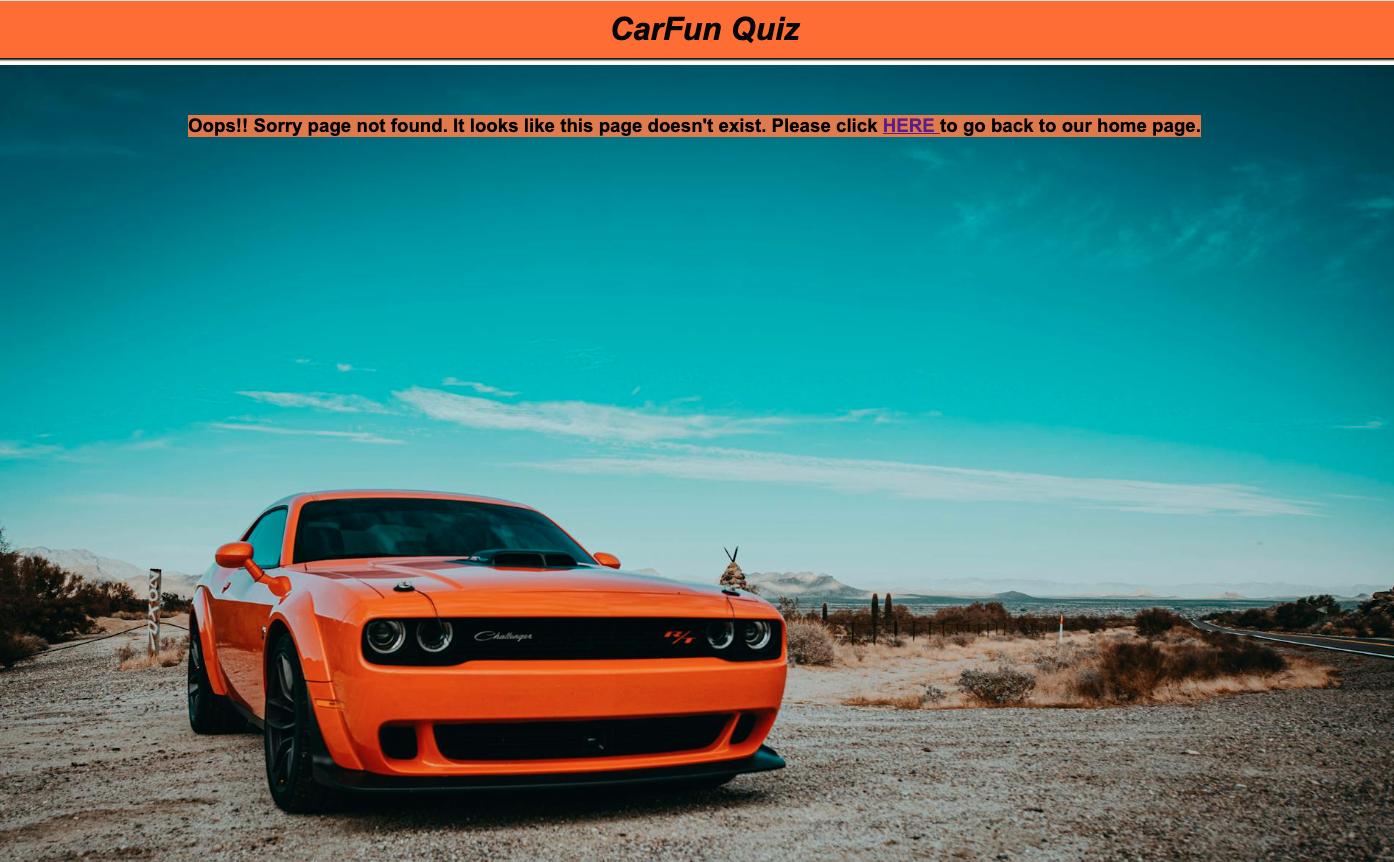 CarFun Quiz
Oops!! Sorry page not found. It looks like this page doesn't exist. Please click HERE to go back to our home page.
Challenger R/T